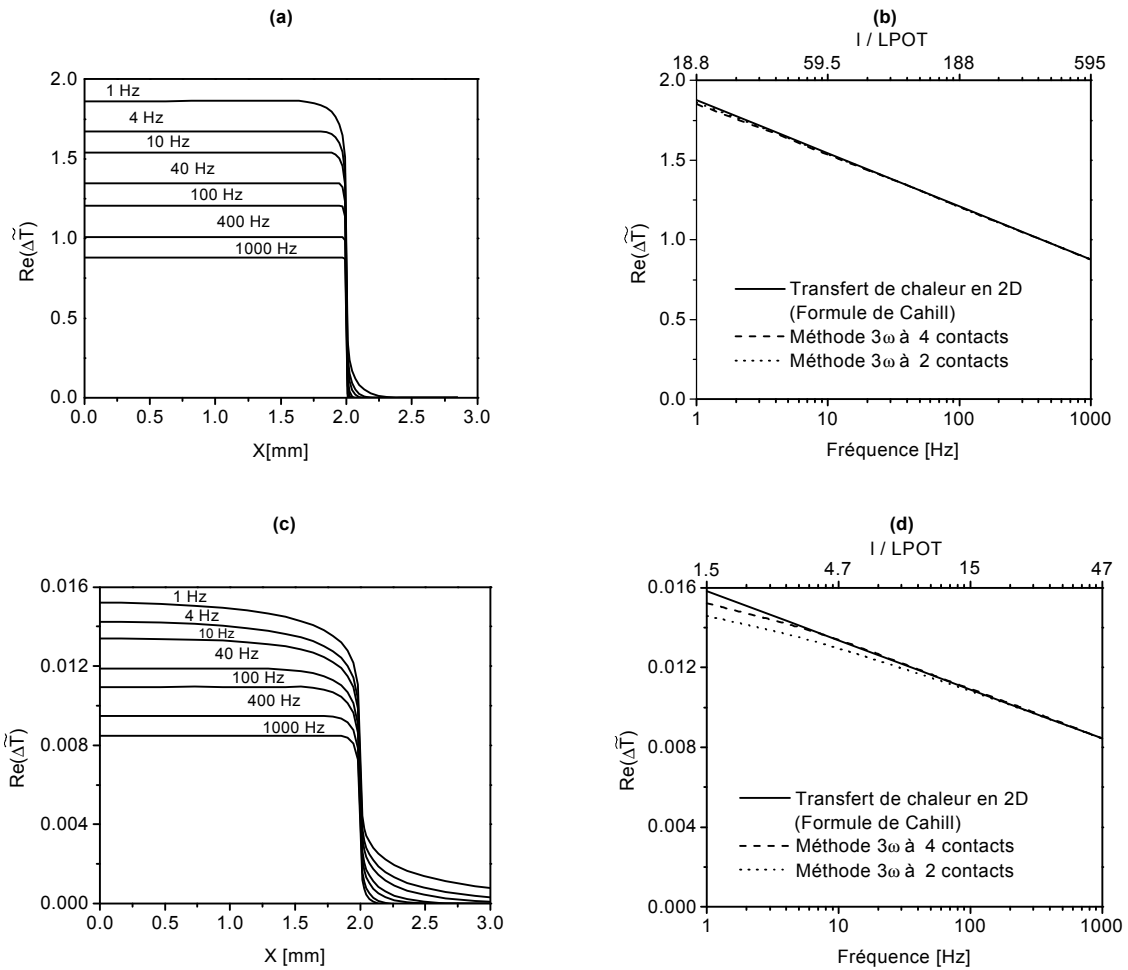 (a)
2.0
1.5
1.0
0.5
0.0
Re(ΔT̃)
1 Hz
4 Hz
10 Hz
40 Hz
100 Hz
400 Hz
1000 Hz
0.0 0.5 1.0 1.5 2.0 2.5 3.0
X[mm]
(b)
I / LPOT
18.8 59.5 188 595
2.0
1.5
1.0
0.5
0.0
Re(ΔT̃)
Transfert de chaleur en 2D
(Formule de Cahill)
Méthode 3ω à 4 contacts
Méthode 3ω à 2 contacts
1 10 100 1000
Fréquence [Hz]
(c)
0.016
0.012
0.008
0.004
0.000
Re(ΔT̃)
1 Hz
4 Hz
10 Hz
40 Hz
100 Hz
400 Hz
1000 Hz
0.0 0.5 1.0 1.5 2.0 2.5 3.0
X [mm]
(d)
I / LPOT
1.5 4.7 15 47
0.016
0.012
0.008
0.004
0.000
Re(ΔT̃)
Transfert de chaleur en 2D
(Formule de Cahill)
Méthode 3ω à 4 contacts
Méthode 3ω à 2 contacts
1 10 100 1000
Fréquence [Hz]